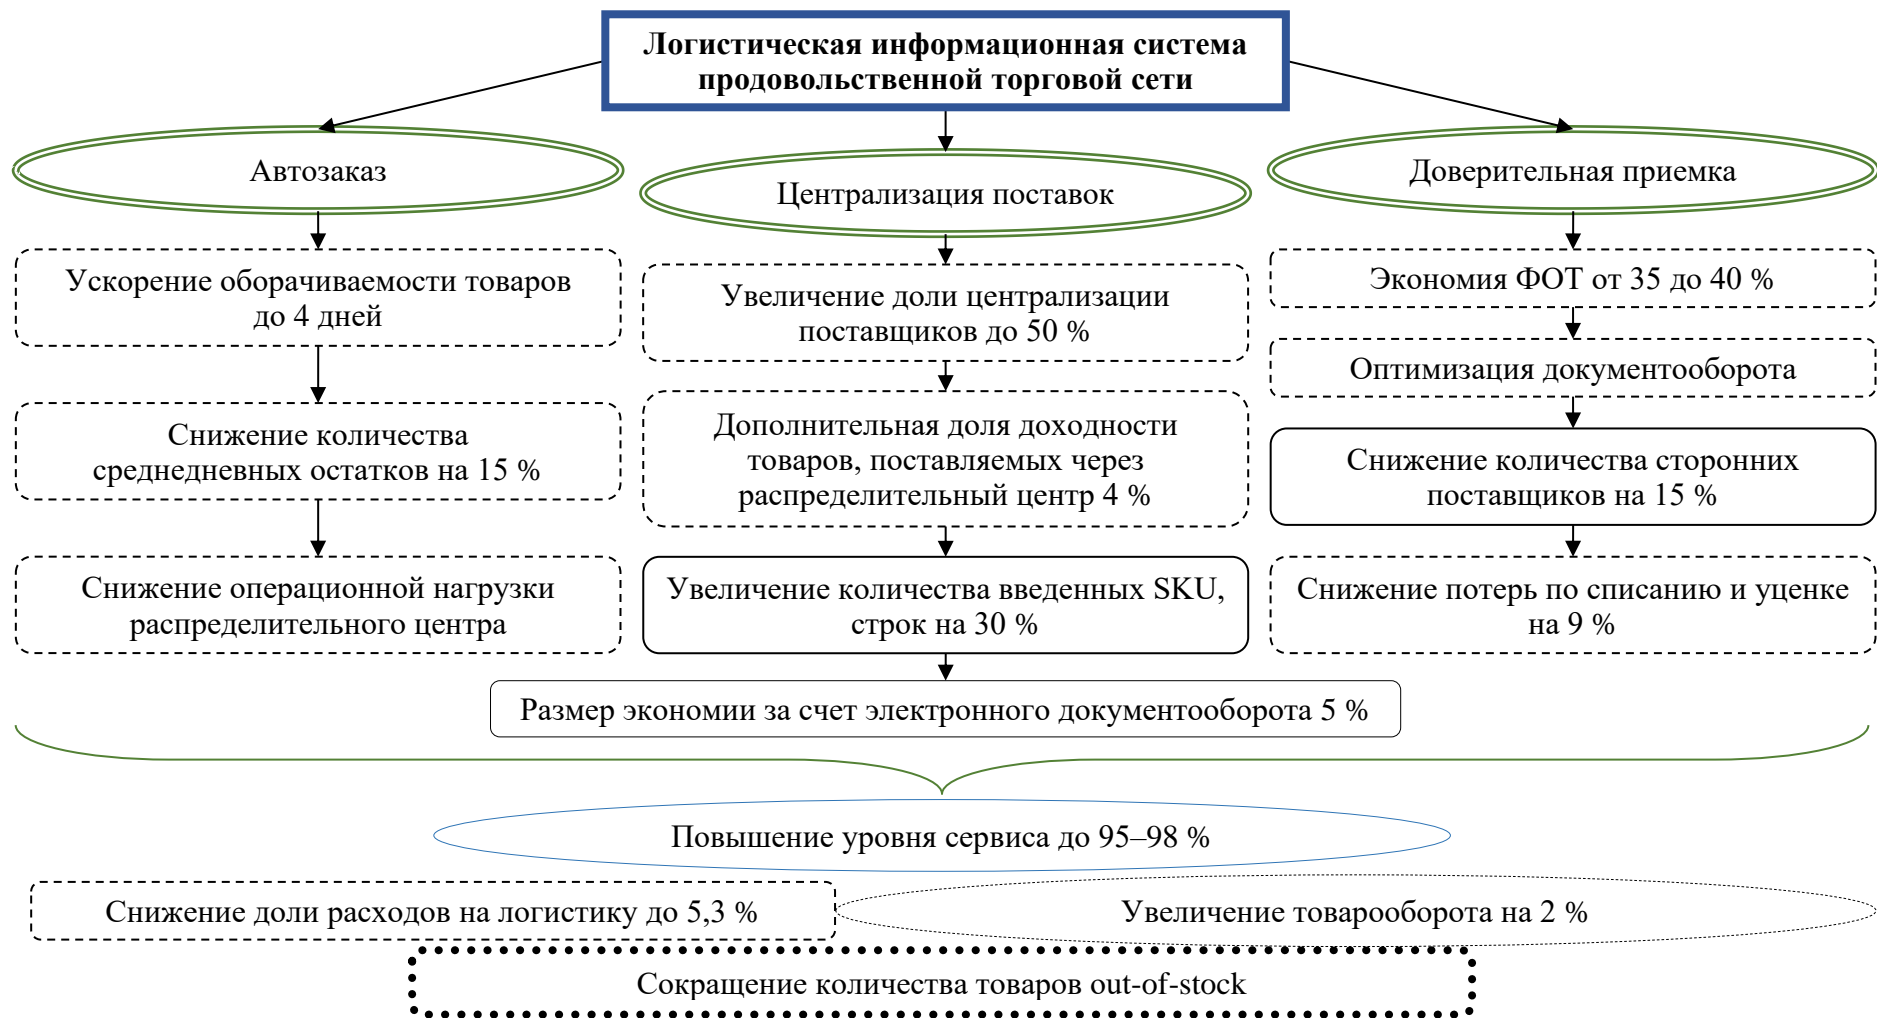 Логистическая информационная система
продовольственной торговой сети
Автозаказ
Централизация поставок
Доверительная приемка
Ускорение оборачиваемости товаров
до 4 дней
Снижение количества
среднедневных остатков на 15 %
Снижение операционной нагрузки
распределительного центра
Увеличение доли централизации
поставщиков до 50 %
Дополнительная доля доходности
товаров, поставляемых через
распределительный центр 4 %
Увеличение количества введенных SKU,
строк на 30 %
Экономия ФОТ от 35 до 40 %
Оптимизация документооборота
Снижение количества сторонних
поставщиков на 15 %
Снижение потерь по списанию и уценке
на 9 %
Размер экономии за счет электронного документооборота 5 %
Повышение уровня сервиса до 95–98 %
Снижение доли расходов на логистику до 5,3 %
Увеличение товарооборота на 2 %
Сокращение количества товаров out-of-stock